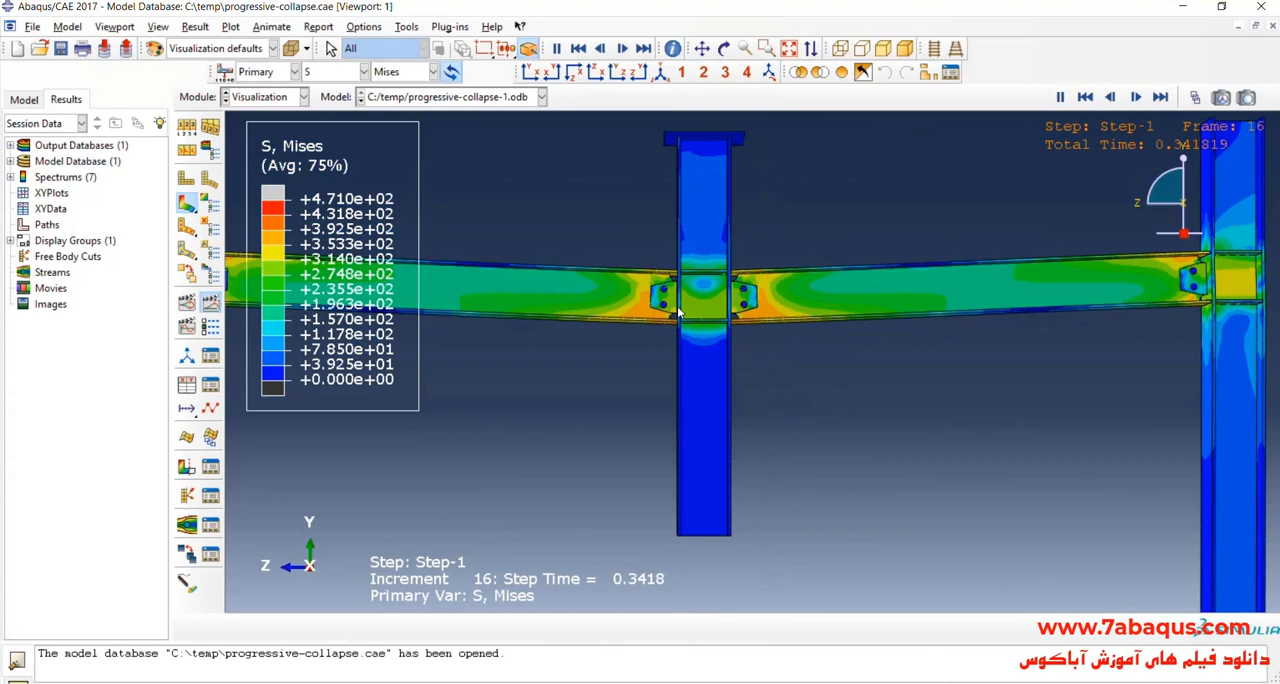 Abaqus/CAE 2017 - Model Database: C:\temp\progressive-collapse.cae [Viewport: 1]
File Model Viewport View Result Plot Animate Report Options Tools Plug-ins Help
Visualization defaults All
Primary S Mises 1 2 3 4
Model Results Module: Visualization Model: C:/temp/progressive-collapse-1.odb
Session Data
Output Databases (1)
Model Database (1)
Spectrums (7)
XYPlots
XYData
Paths
Display Groups (1)
Free Body Cuts
Streams
Movies
Images
S, Mises
(Avg: 75%)
+4.710e+02
+4.318e+02
+3.925e+02
+3.533e+02
+3.140e+02
+2.748e+02
+2.355e+02
+1.963e+02
+1.570e+02
+1.178e+02
+7.850e+01
+3.925e+01
+0.000e+00
Step: Step-1 Frame: 16
Total Time: 0.341819
Z
X
Y
Z
X
Step: Step-1
Increment 16: Step Time = 0.3418
Primary Var: S, Mises
www.7abaqus.com
SIMULIA
دانلود فیلم های آموزش آباکوس
The model database "C:\temp\progressive-collapse.cae" has been opened.